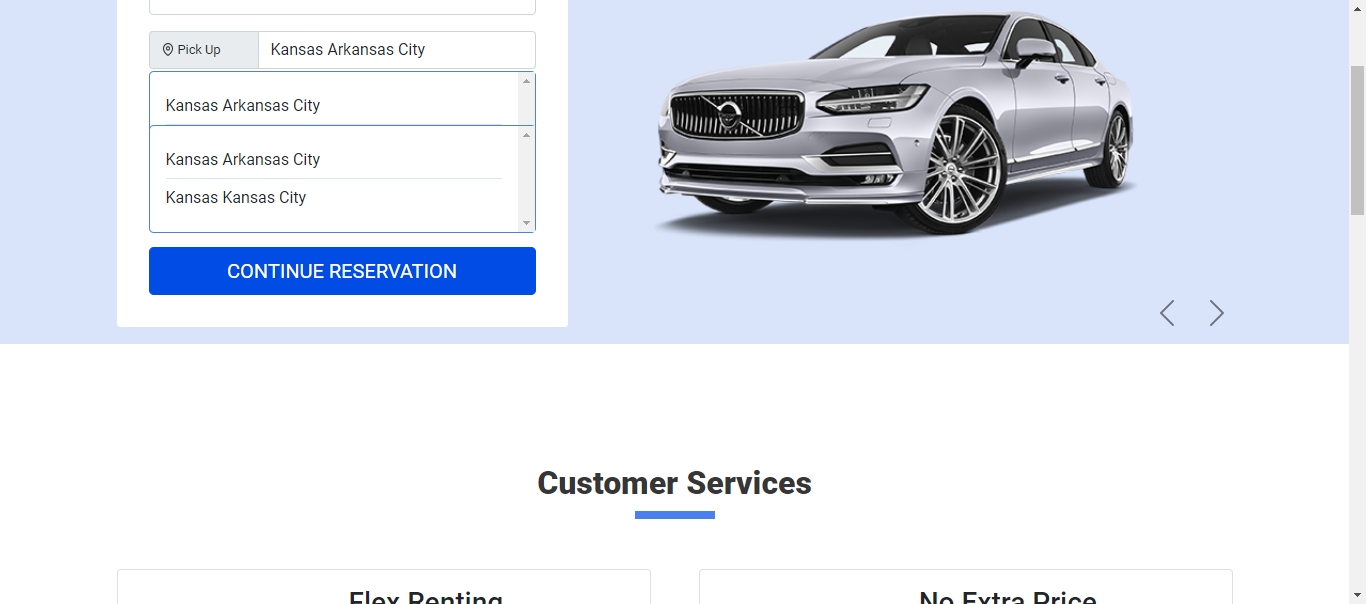 Pick Up
Kansas Arkansas City
Kansas Arkansas City
Kansas Arkansas City
Kansas Kansas City
CONTINUE RESERVATION
Customer Services
Flex Renting
No Extra Price